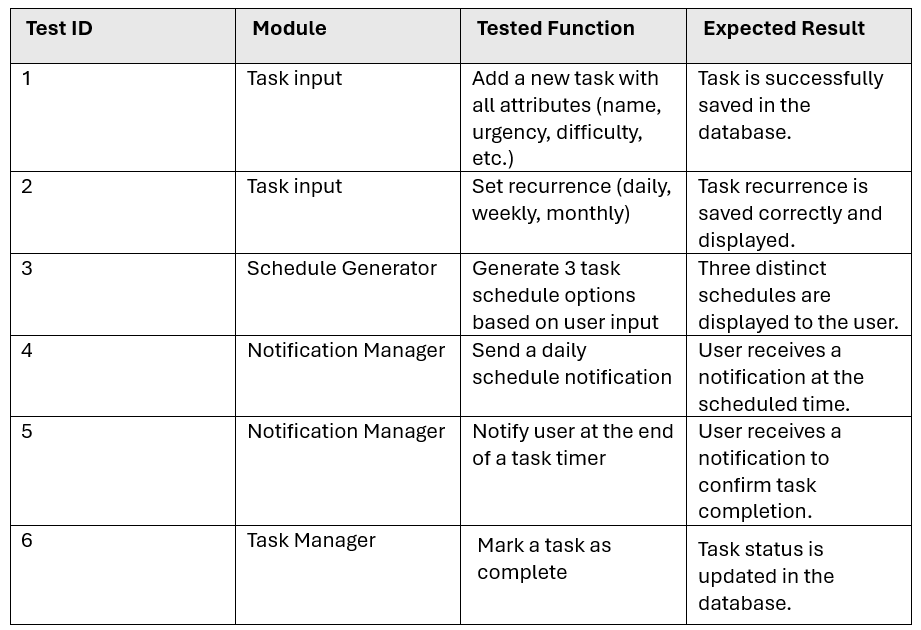 Test ID
Module
Tested Function
Expected Result
1
Task input
Add a new task with
all attributes (name,
urgency, difficulty,
etc.)
Task is successfully
saved in the
database.
2
Task input
Set recurrence (daily,
weekly, monthly)
Task recurrence is
saved correctly and
displayed.
3
Schedule Generator
Generate 3 task
schedule options
based on user input
Three distinct
schedules are
displayed to the user.
4
Notification Manager
Send a daily
schedule notification
User receives a
notification at the
scheduled time.
5
Notification Manager
Notify user at the end
of a task timer
User receives a
notification to
confirm task
completion.
6
Task Manager
Mark a task as
complete
Task status is
updated in the
database.